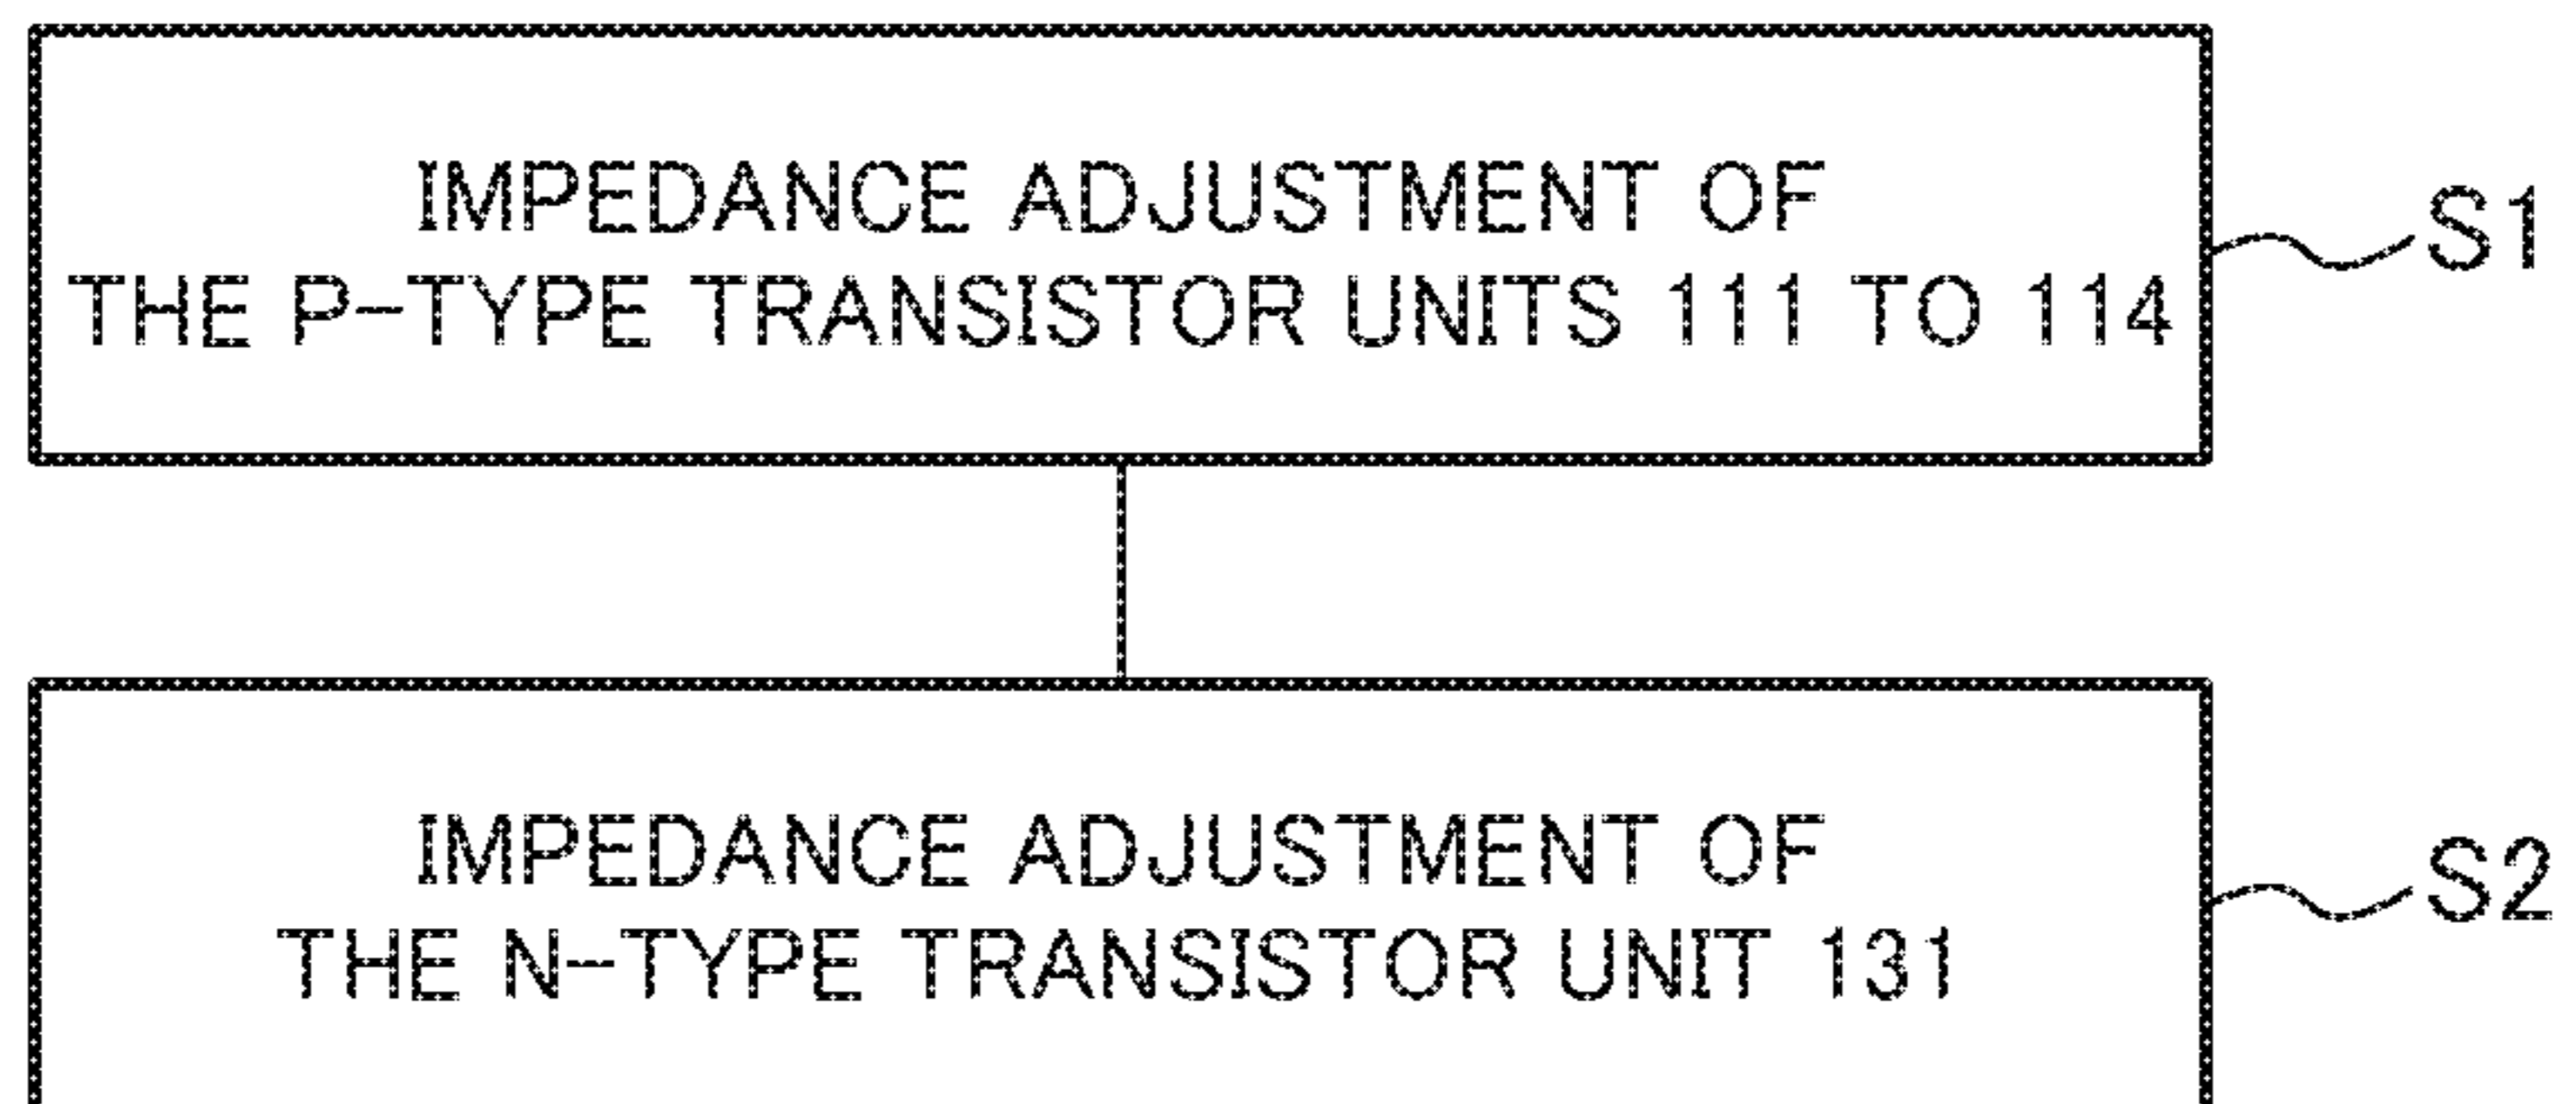 IMPEDANCE ADJUSTMENT OF
THE P-TYPE TRANSISTOR UNITS 111 TO 114
S1
IMPEDANCE ADJUSTMENT OF
THE N-TYPE TRANSISTOR UNIT 131
S2